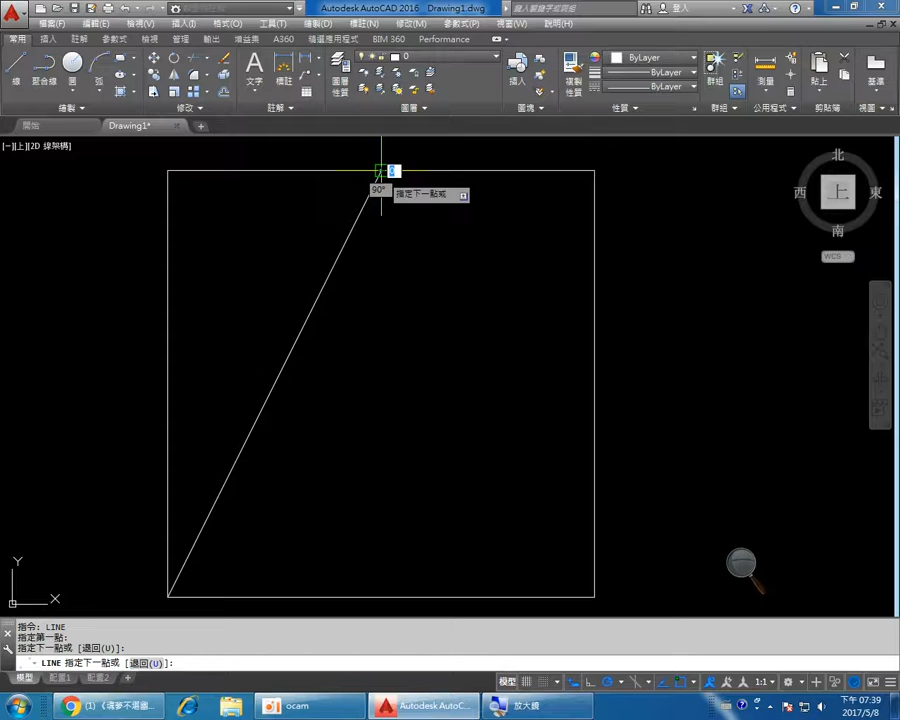 Autodesk AutoCAD 2016 Drawing1.dwg
登入
檔案(F) 編輯(E) 檢視(V) 插入(I) 格式(O) 工具(T) 繪製(D) 標註(N) 修改(M) 參數式(P) 視窗(W) 說明(H)
常用 插入 註解 參數式 檢視 管理 輸出 增益集 A360 精選應用程式 BIM 360 Performance
0
ByLayer
ByLayer
ByLayer
線 聚合線 圓 弧 文字 標註 圖層性質 插入 複製性質 群組 測量 貼上 基準
繪製 修改 註解 圖層 圖塊 性質 群組 公用程式 剪貼簿 視圖
開始 Drawing1*
[−][上][2D 線架構]
北
西 上 東
南
WCS
0
90° 指定下一點或
Y
X
指令: LINE
指定第一點:
指定下一點或 [退回(U)]:
LINE 指定下一點或 [退回(U)]:
模型 配置1 配置2 +
模型 1:1
ocam Autodesk AutoC... 放大鏡
下午 07:39
2017/5/8